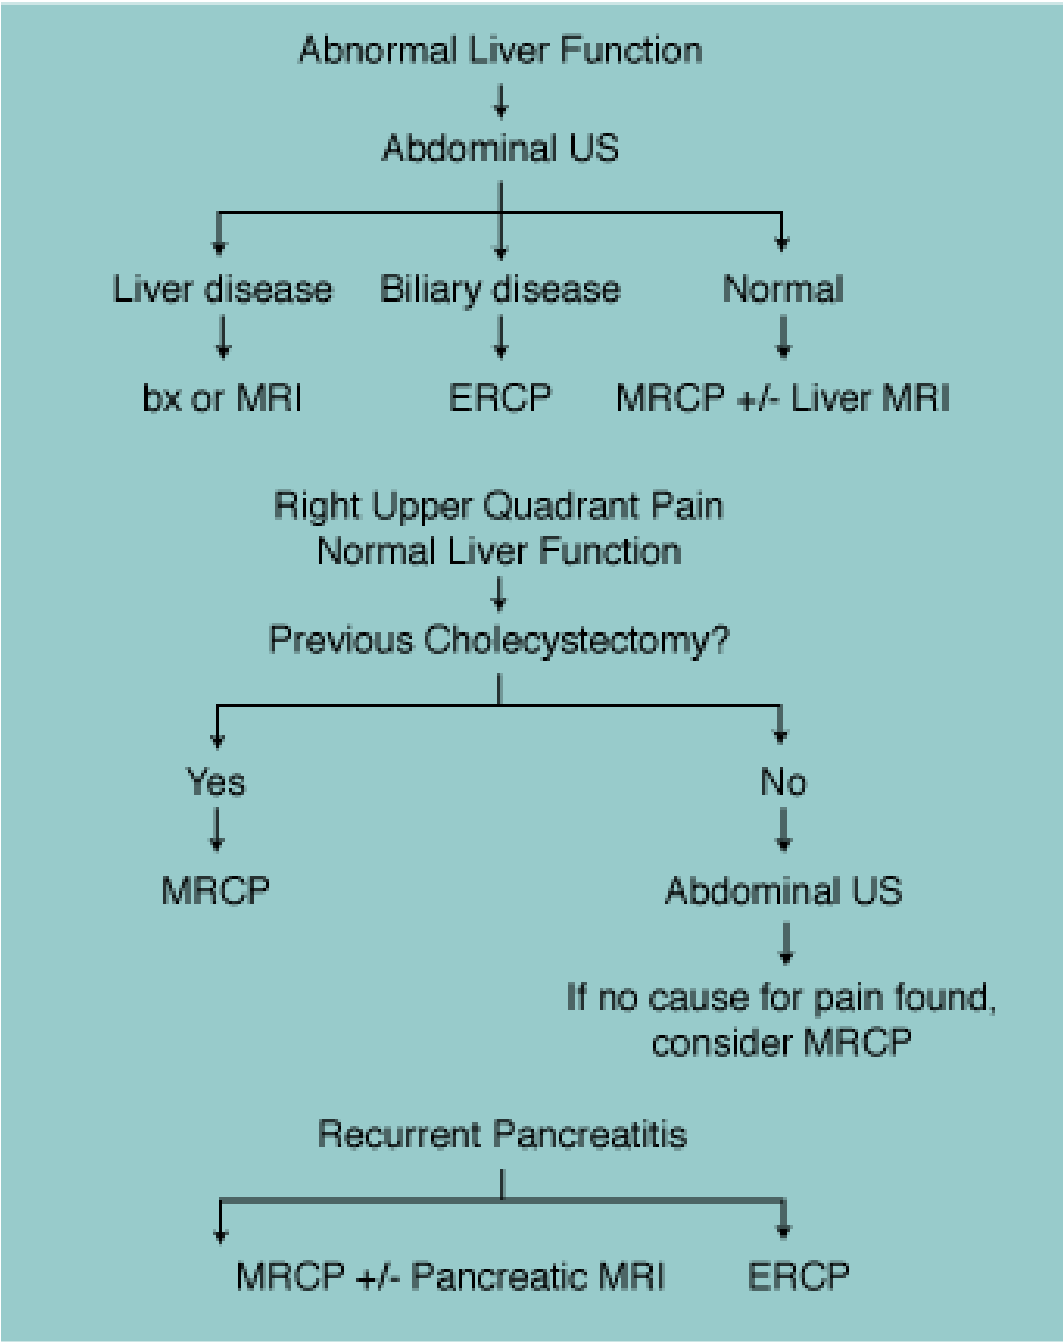 Abnormal Liver Function
Abdominal US
Liver disease
Biliary disease
Normal
bx or MRI
ERCP
MRCP +/- Liver MRI
Right Upper Quadrant Pain
Normal Liver Function
Previous Cholecystectomy?
Yes
No
MRCP
Abdominal US
If no cause for pain found,
consider MRCP
Recurrent Pancreatitis
MRCP +/- Pancreatic MRI
ERCP